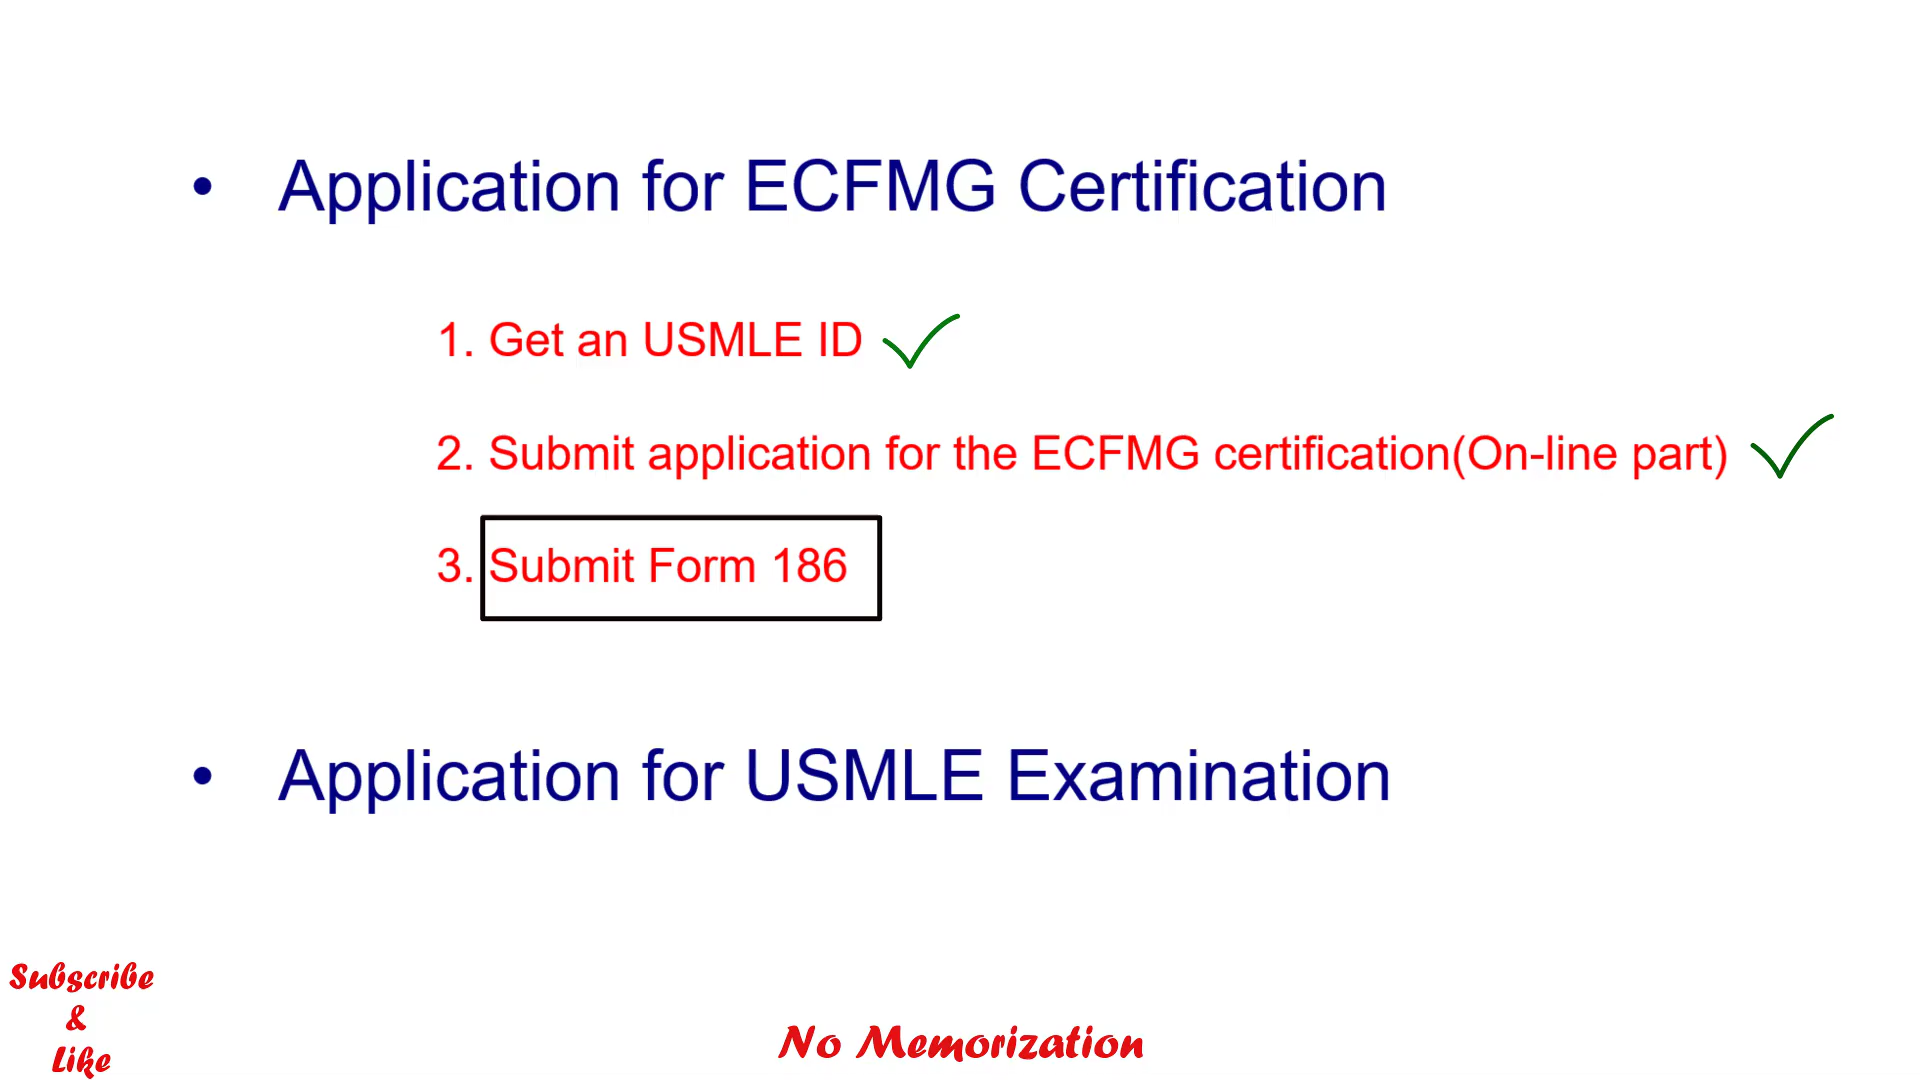 • Application for ECFMG Certification
1. Get an USMLE ID
2. Submit application for the ECFMG certification(On-line part)
3. Submit Form 186
• Application for USMLE Examination
Subscribe
&
Like
No Memorization